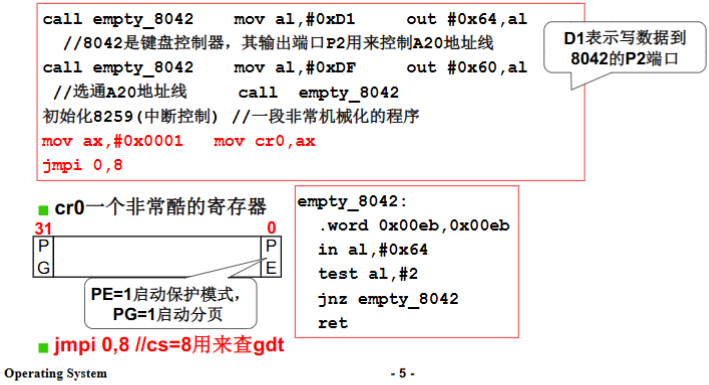 call empty_8042    mov al,#0xD1    out #0x64,al
//8042是键盘控制器，其输出端口P2用来控制A20地址线
call empty_8042    mov al,#0xDF    out #0x60,al
//选通A20地址线    call  empty_8042
初始化8259(中断控制) //一段非常机械化的程序
mov ax,#0x0001    mov cr0,ax
jmpi 0,8
D1表示写数据到
8042的P2端口
cr0一个非常酷的寄存器
31 0
P P
G E
PE=1启动保护模式，
PG=1启动分页
empty_8042:
.word 0x00eb,0x00eb
in al,#0x64
test al,#2
jnz empty_8042
ret
jmpi 0,8 //cs=8用来查gdt
Operating System
- 5 -